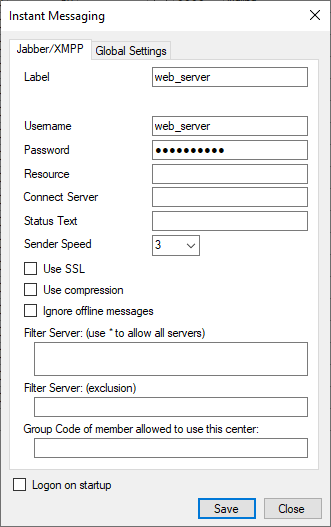 Instant Messaging
Jabber/XMPP Global Settings
Label web_server
Username web_server
Password ●●●●●●●●●●
Resource
Connect Server
Status Text
Sender Speed 3
Use SSL
Use compression
Ignore offline messages
Filter Server: (use * to allow all servers)
Filter Server: (exclusion)
Group Code of member allowed to use this center:
Logon on startup
Save Close